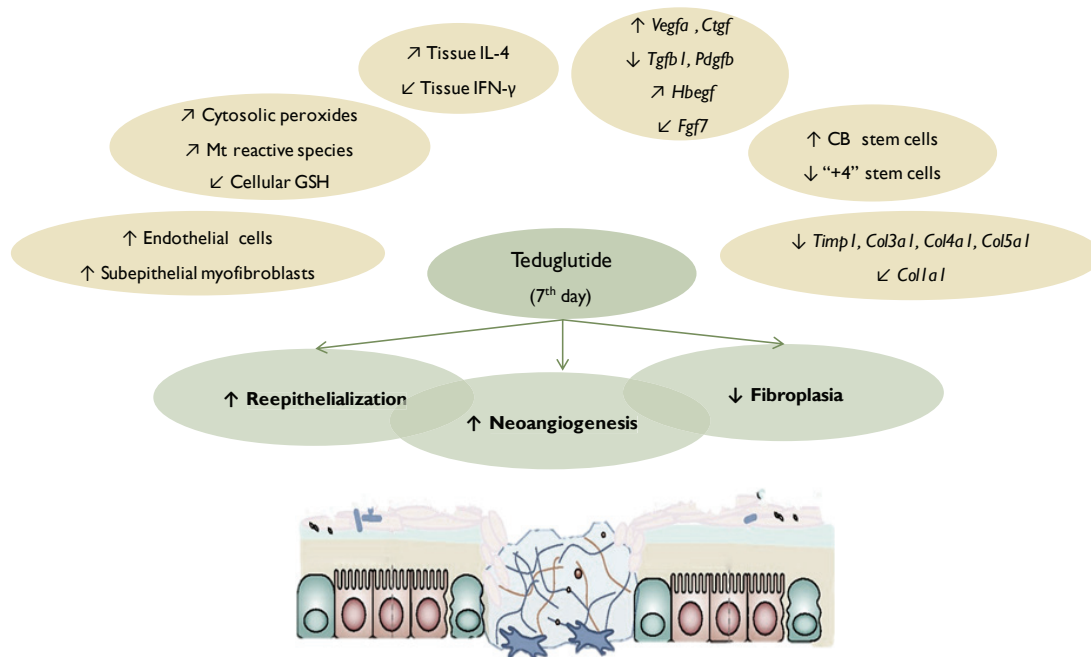 ↗ Tissue IL-4
↙ Tissue IFN-γ
↑ Vegfa , Ctgf
↓ Tgfb1, Pdgfb
↗ Hbegf
↙ Fgf7
↗ Cytosolic peroxides
↗ Mt reactive species
↙ Cellular GSH
↑ CB stem cells
↓ “+4” stem cells
↑ Endothelial cells
↑ Subepithelial myofibroblasts
↓ Timp1, Col3a1, Col4a1, Col5a1
↙ Col1a1
Teduglutide
(7th day)
↑ Reepithelialization
↑ Neoangiogenesis
↓ Fibroplasia